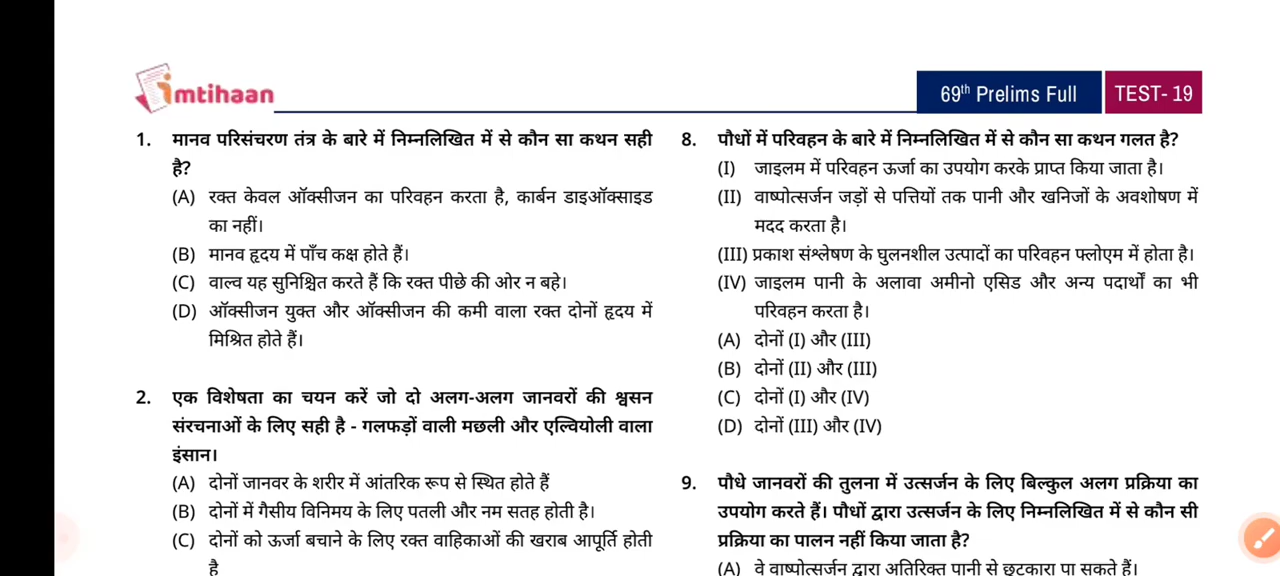 imtihaan
69th Prelims Full
TEST- 19
1. मानव परिसंचरण तंत्र के बारे में निम्नलिखित में से कौन सा कथन सही
है?
(A) रक्त केवल ऑक्सीजन का परिवहन करता है, कार्बन डाइऑक्साइड
का नहीं।
(B) मानव हृदय में पाँच कक्ष होते हैं।
(C) वाल्व यह सुनिश्चित करते हैं कि रक्त पीछे की ओर न बहे।
(D) ऑक्सीजन युक्त और ऑक्सीजन की कमी वाला रक्त दोनों हृदय में
मिश्रित होते हैं।
2. एक विशेषता का चयन करें जो दो अलग-अलग जानवरों की श्वसन
संरचनाओं के लिए सही है - गलफड़ों वाली मछली और एल्वियोली वाला
इंसान।
(A) दोनों जानवर के शरीर में आंतरिक रूप से स्थित होते हैं
(B) दोनों में गैसीय विनिमय के लिए पतली और नम सतह होती है।
(C) दोनों को ऊर्जा बचाने के लिए रक्त वाहिकाओं की खराब आपूर्ति होती
है
8. पौधों में परिवहन के बारे में निम्नलिखित में से कौन सा कथन गलत है?
(I) जाइलम में परिवहन ऊर्जा का उपयोग करके प्राप्त किया जाता है।
(II) वाष्पोत्सर्जन जड़ों से पत्तियों तक पानी और खनिजों के अवशोषण में
मदद करता है।
(III) प्रकाश संश्लेषण के घुलनशील उत्पादों का परिवहन फ्लोएम में होता है।
(IV) जाइलम पानी के अलावा अमीनो एसिड और अन्य पदार्थों का भी
परिवहन करता है।
(A) दोनों (I) और (III)
(B) दोनों (II) और (III)
(C) दोनों (I) और (IV)
(D) दोनों (III) और (IV)
9. पौधे जानवरों की तुलना में उत्सर्जन के लिए बिल्कुल अलग प्रक्रिया का
उपयोग करते हैं। पौधों द्वारा उत्सर्जन के लिए निम्नलिखित में से कौन सी
प्रक्रिया का पालन नहीं किया जाता है?
(A) वे वाष्पोत्सर्जन द्वारा अतिरिक्त पानी से छुटकारा पा सकते हैं।